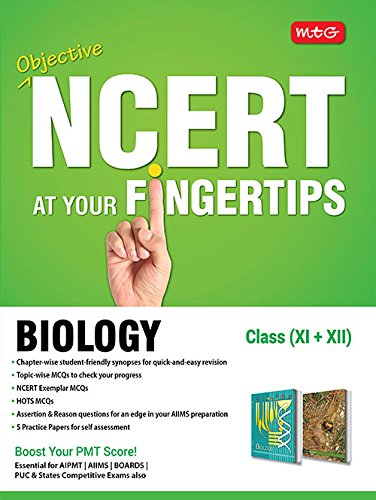 mtG
Objective
NCERT
AT YOUR FINGERTIPS
BIOLOGY
Class (XI + XII)
• Chapter-wise student-friendly synopses for quick-and-easy revision
• Topic-wise MCQs to check your progress
• NCERT Exemplar MCQs
• HOTS MCQs
• Assertion & Reason questions for an edge in your AIIMS preparation
• 5 Practice Papers for self assessment
Boost Your PMT Score!
Essential for AIPMT | AIIMS | BOARDS |
PUC & States Competitive Exams also
BIOLOGY